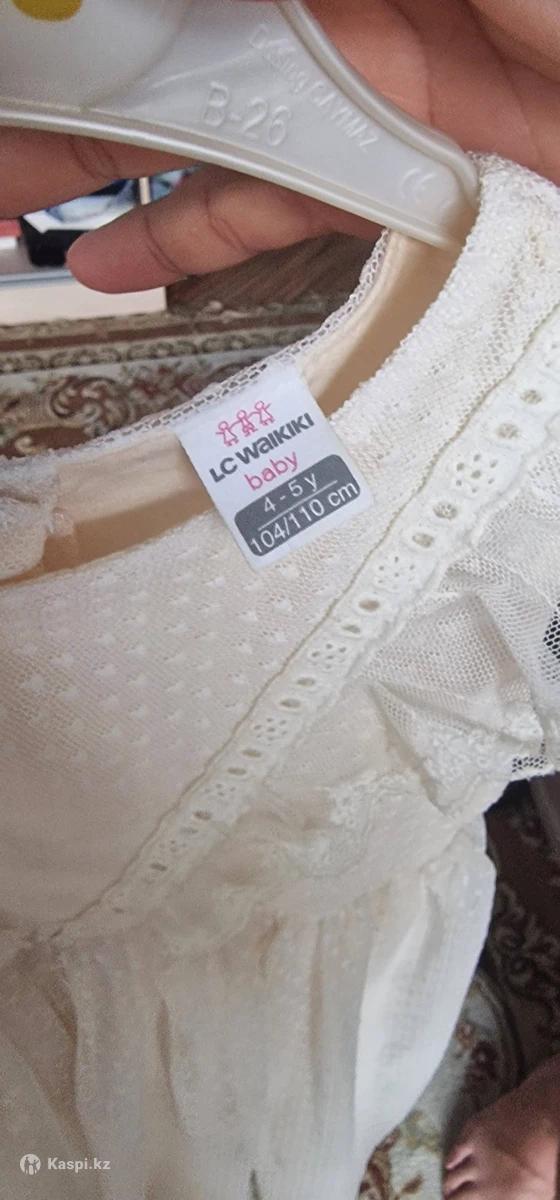 B-26
LC WAIKIKI
baby
4 - 5 y
104/110 cm
Kaspi.kz